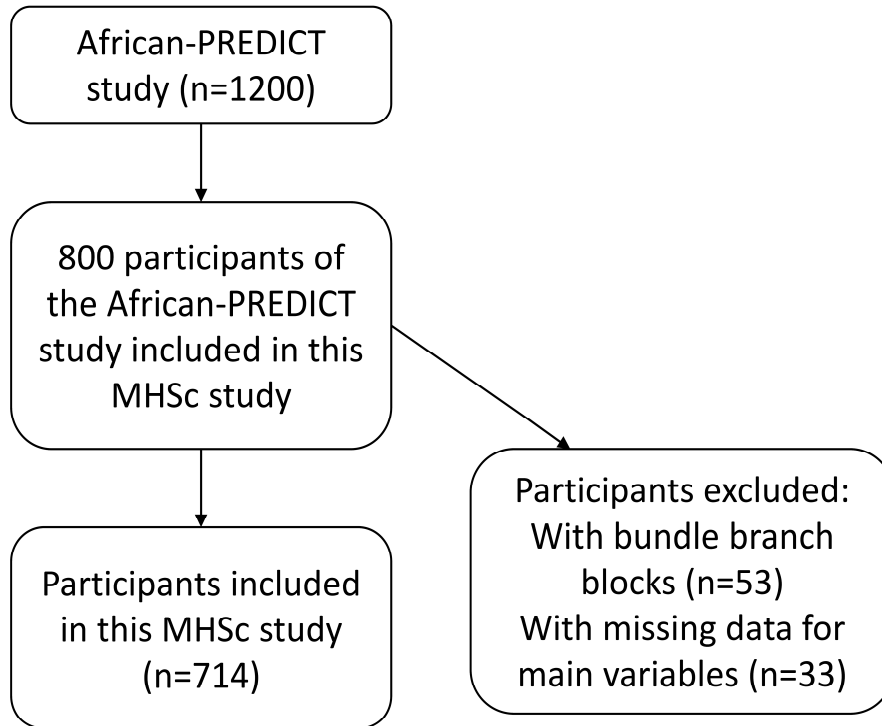 African-PREDICT
study (n=1200)
800 participants of
the African-PREDICT
study included in this
MHSc study
Participants included
in this MHSc study
(n=714)
Participants excluded:
With bundle branch
blocks (n=53)
With missing data for
main variables (n=33)